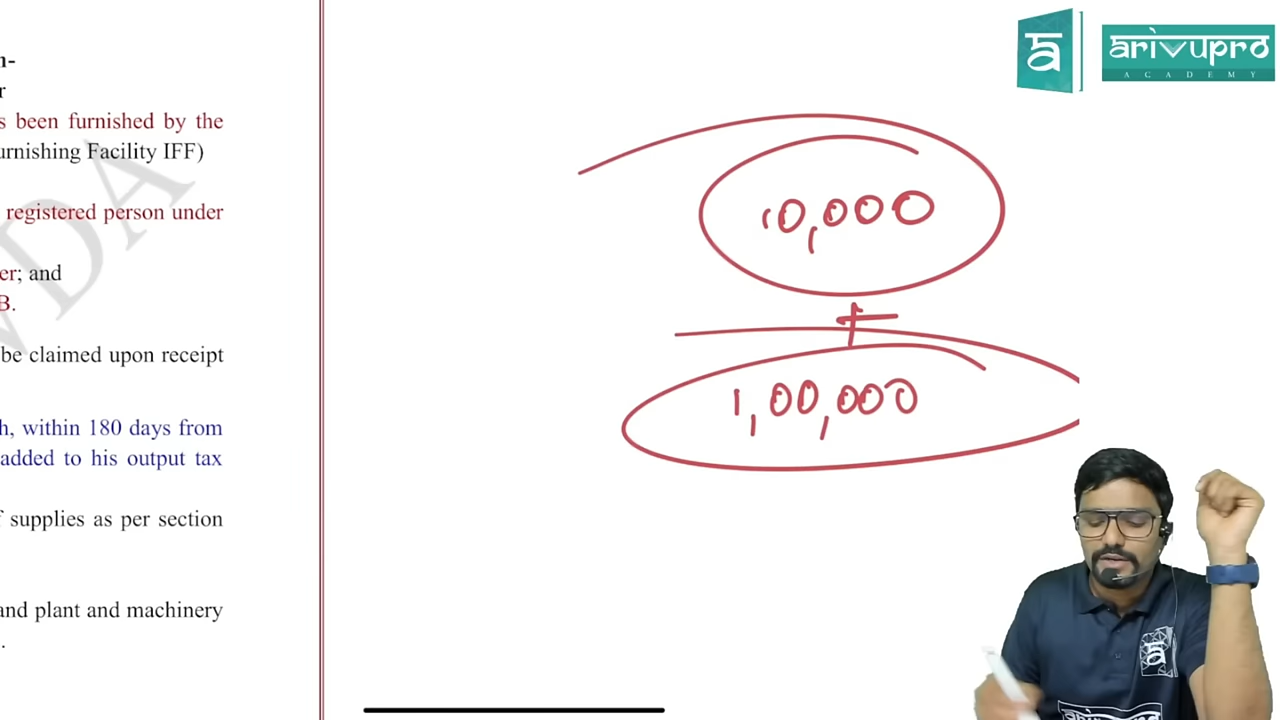 arivupro
ACADEMY
n-
r
s been furnished by the
urnishing Facility IFF)
registered person under
er; and
B.
be claimed upon receipt
h, within 180 days from
added to his output tax
f supplies as per section
and plant and machinery
.
NDA
10,000
+
1,00,000
arivupro